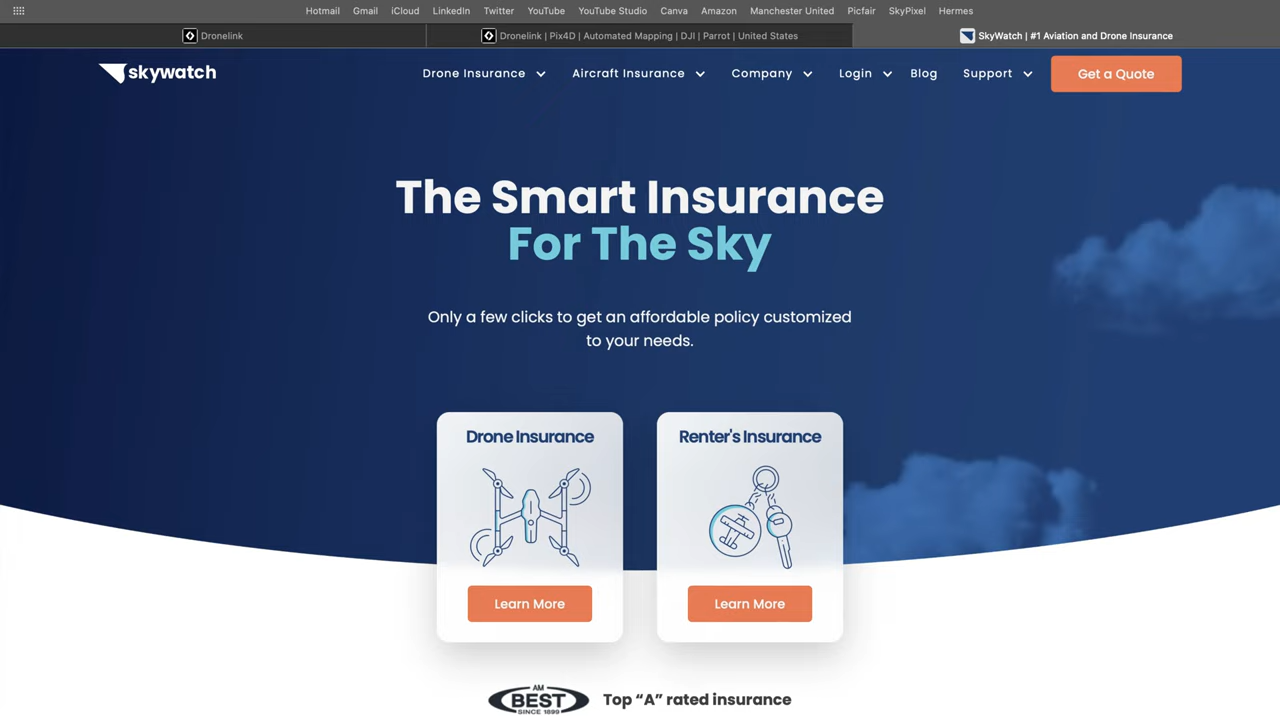 Hotmail Gmail iCloud LinkedIn Twitter YouTube YouTube Studio Canva Amazon Manchester United Picfair SkyPixel Hermes
Dronelink Dronelink | Pix4D | Automated Mapping | DJI | Parrot | United States SkyWatch | #1 Aviation and Drone Insurance
skywatch Drone Insurance Aircraft Insurance Company Login Blog Support Get a Quote
The Smart Insurance
For The Sky
Only a few clicks to get an affordable policy customized
to your needs.
Drone Insurance Renter's Insurance
Learn More Learn More
AM
BEST
SINCE 1899
Top “A” rated insurance